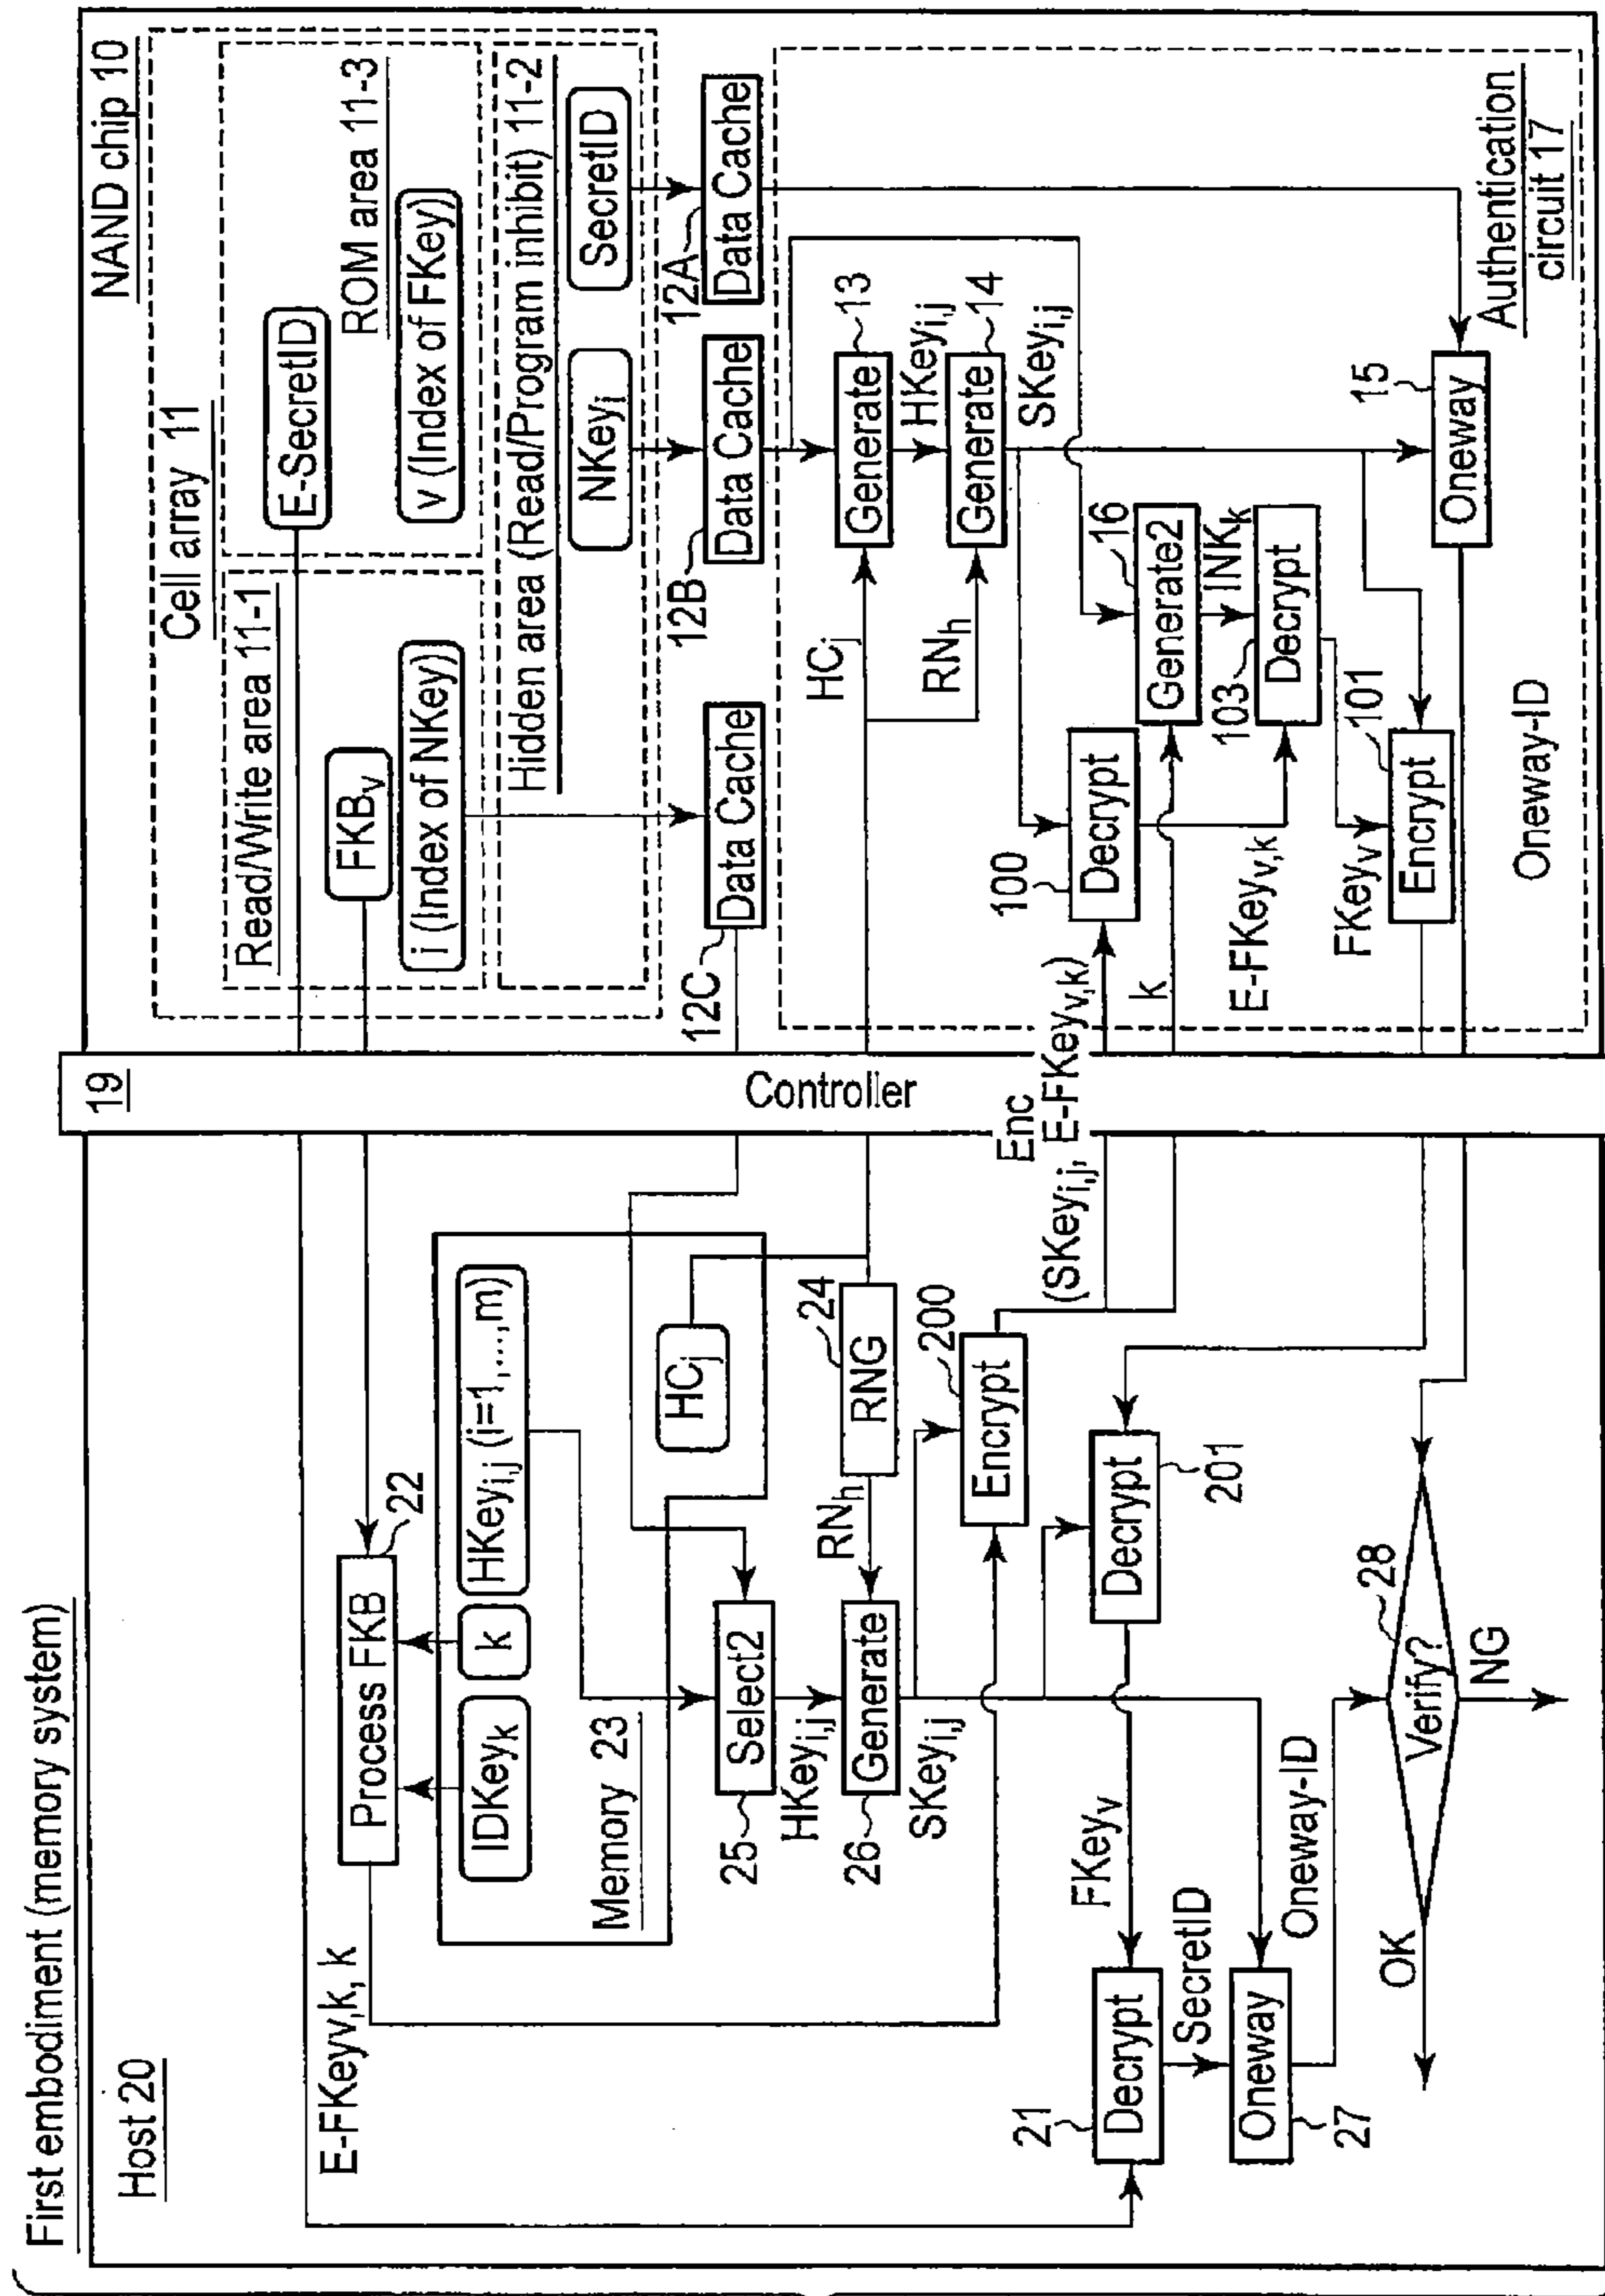 First embodiment (memory system)
Host 20
E-FKeyv,k, k
Process FKB
22
IDKeyk
k
HKeyi,j (i=1,...,m)
Memory 23
HCj
25
Select2
HKeyi,j
RNG
24
RNh
26
Generate
SKeyi,j
Encrypt
200
Enc
(SKeyi,j, E-FKeyv,k)
Decrypt
201
FKeyv
21
Decrypt
SecretID
Oneway
27
Oneway-ID
Verify?
28
OK
NG
19
Controller
NAND chip 10
Cell array 11
Read/Write area 11-1
FKBv
i (Index of NKey)
E-SecretID
ROM area 11-3
v (Index of FKey)
Hidden area (Read/Program inhibit) 11-2
NKeyi
SecretID
12C
Data Cache
12B
Data Cache
12A
Data Cache
HCj
Generate
13
HKeyi,j
RNh
Generate
14
SKeyi,j
100
Decrypt
k
Generate2
16
INKk
E-FKeyv,k
103
Decrypt
FKeyv
101
Encrypt
15
Oneway
Oneway-ID
Authentication
circuit 17